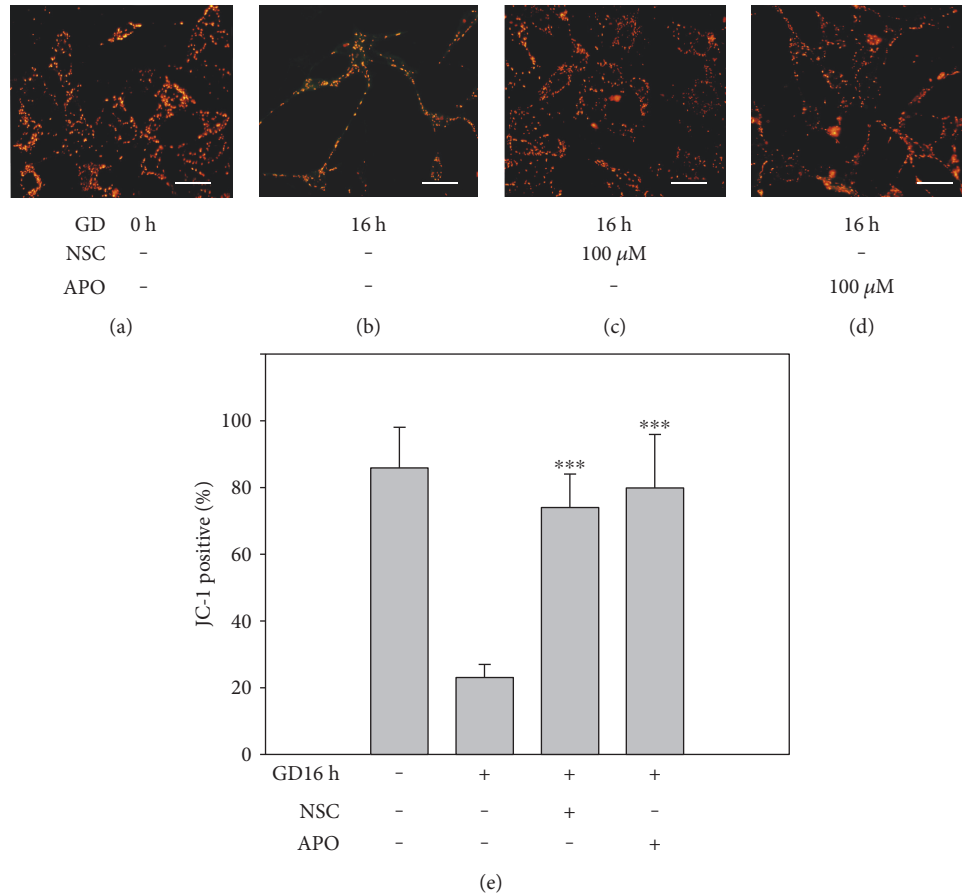 GD 0 h 16 h 16 h 16 h
NSC – – 100 μM –
APO – – – 100 μM
(a) (b) (c) (d)
100
80
60
40
20
0
JC-1 positive (%)
***
***
GD16 h – + + +
NSC – – + –
APO – – – +
(e)